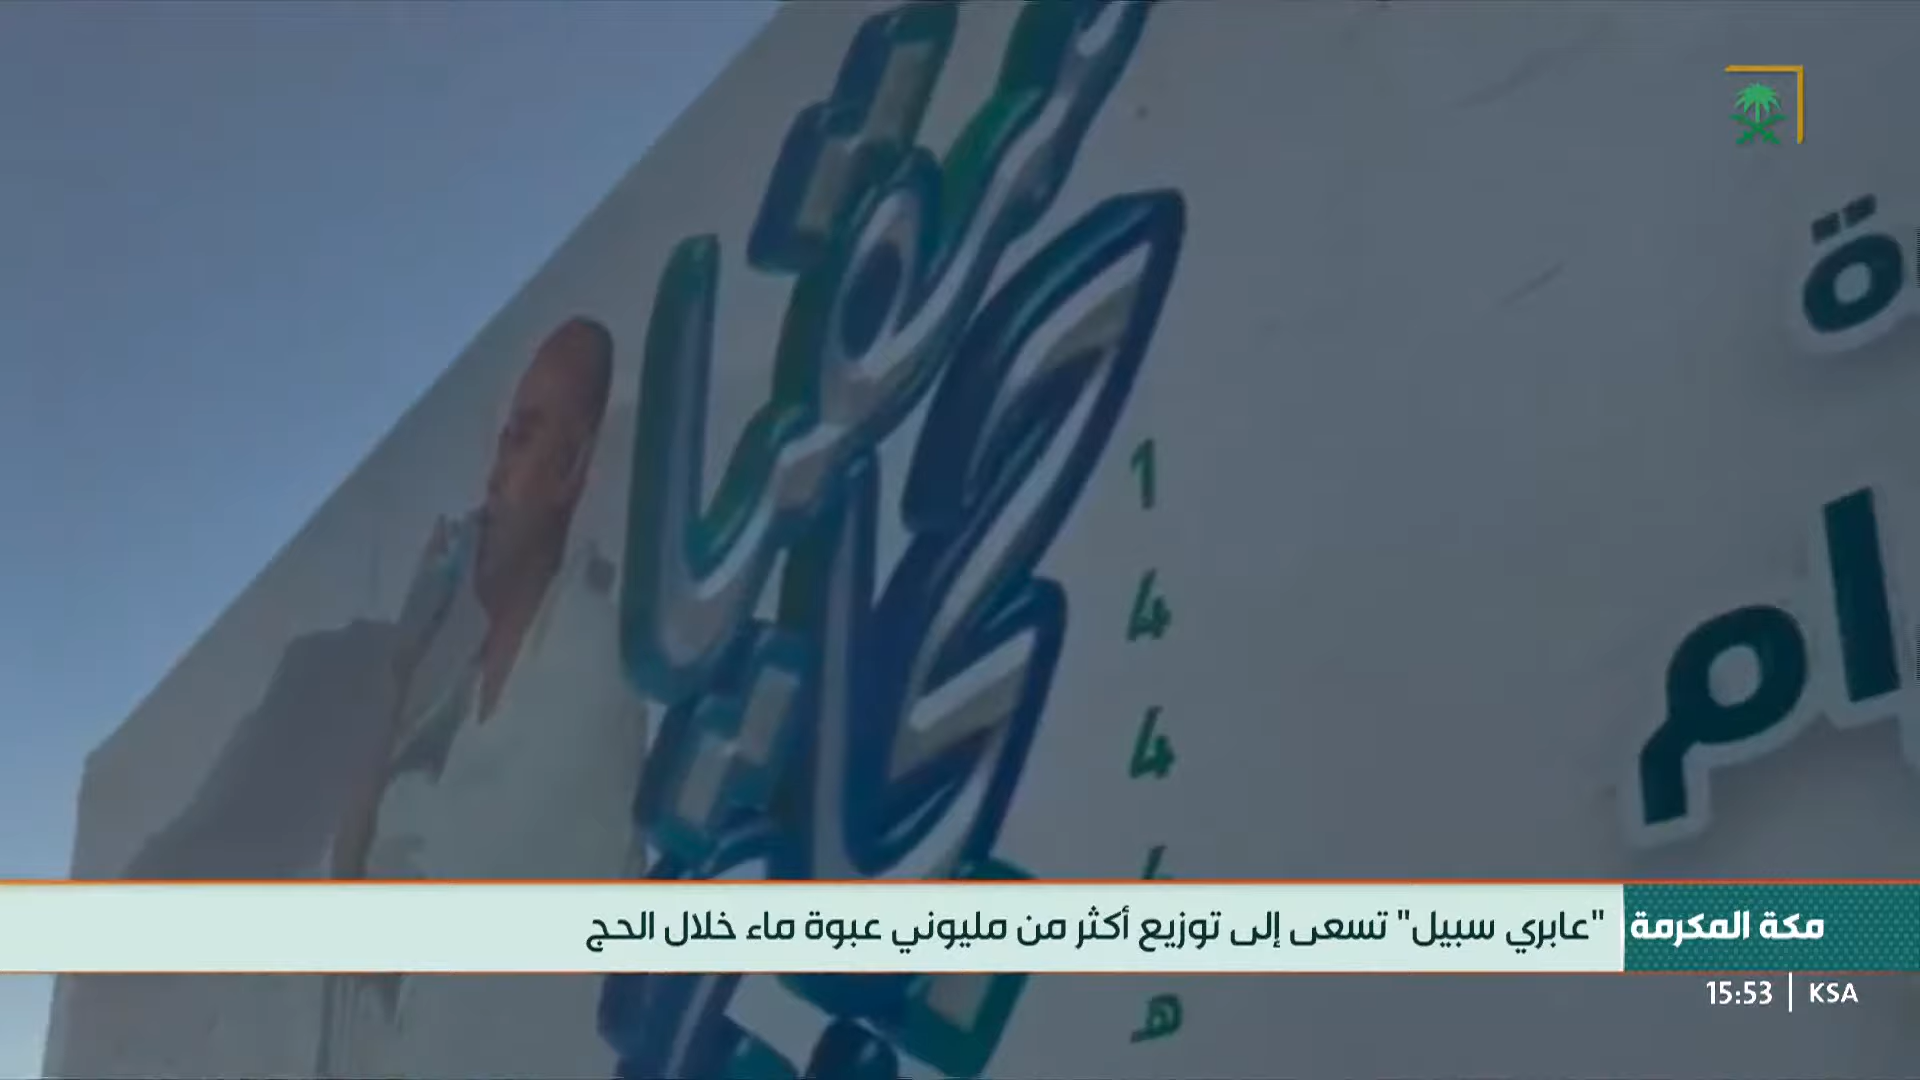 ة
ام
1
4
4
هـ
مكة المكرمة
"عابري سبيل" تسعى إلى توزيع أكثر من مليوني عبوة ماء خلال الحج
15:53 | KSA